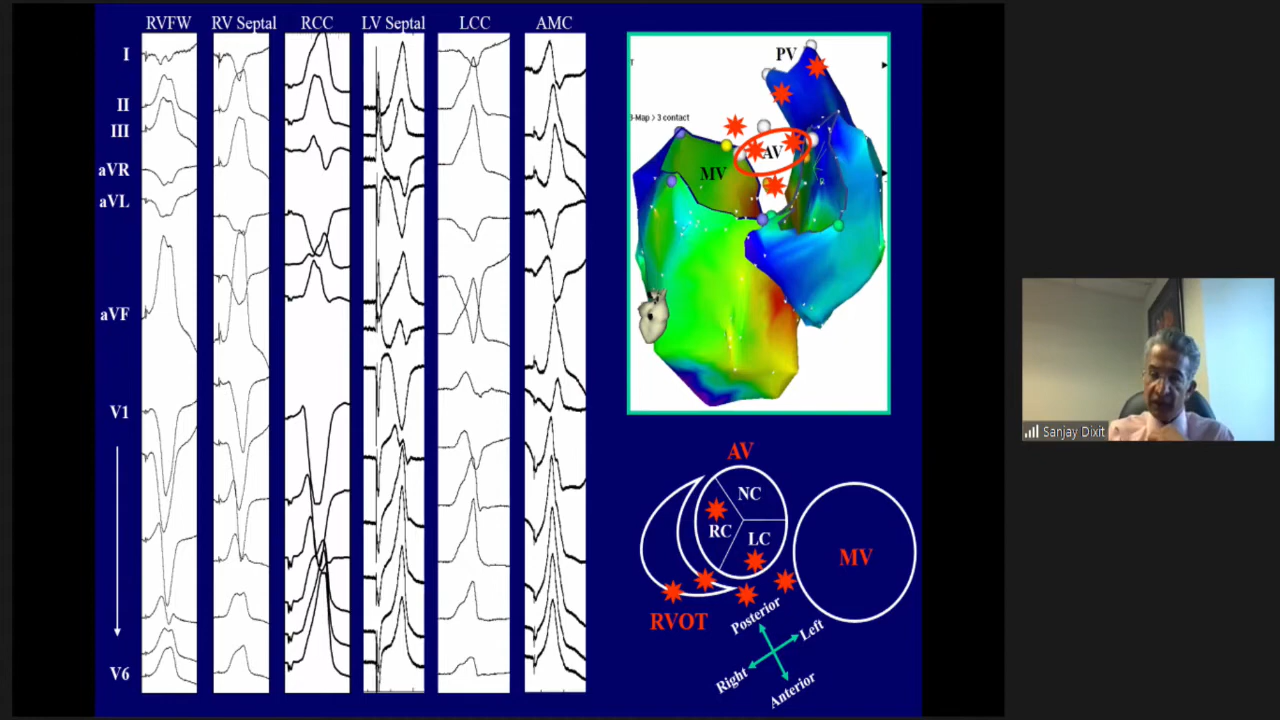 RVFW RV Septal RCC LV Septal LCC AMC
I
II
III
aVR
aVL
aVF
V1
V6
PV
3-Map > 3 contact
AV
MV
AV
NC
RC
LC
MV
RVOT
Posterior
Left
Right
Anterior
Sanjay Dixit